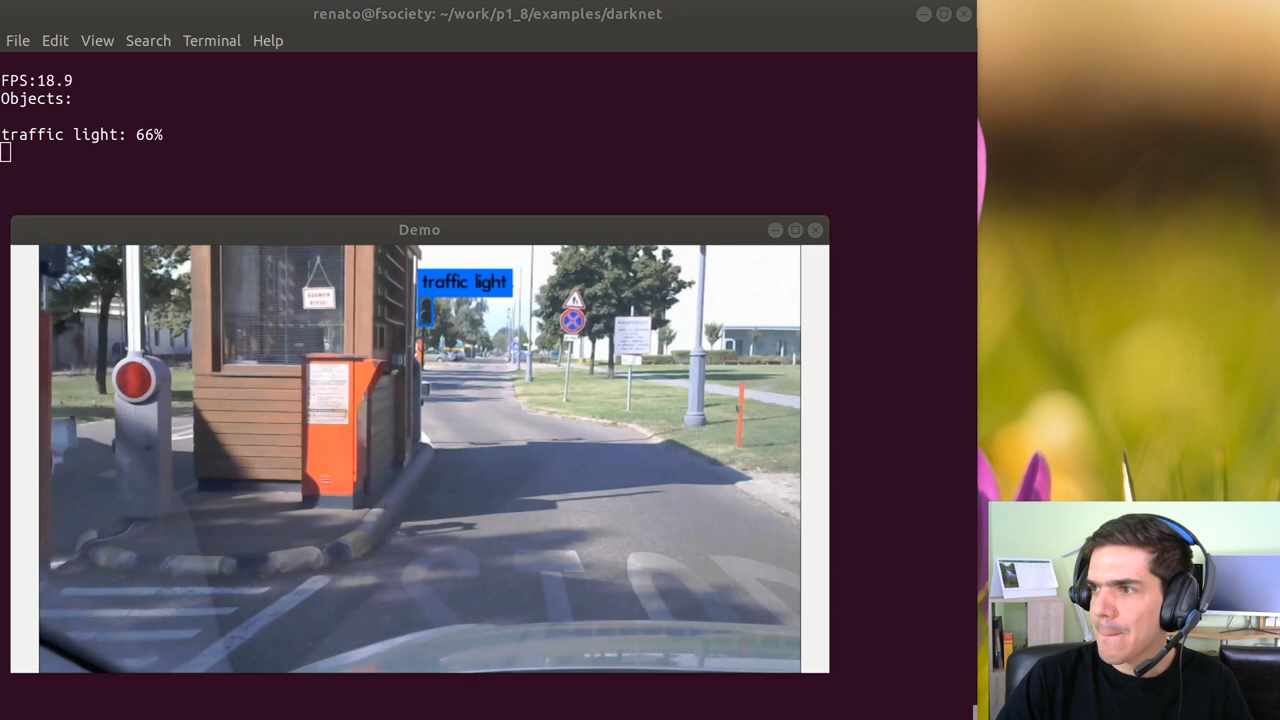 renato@fsociety: ~/work/p1_8/examples/darknet
File Edit View Search Terminal Help
FPS:18.9
Objects:
traffic light: 66%
Demo
traffic light
STOP